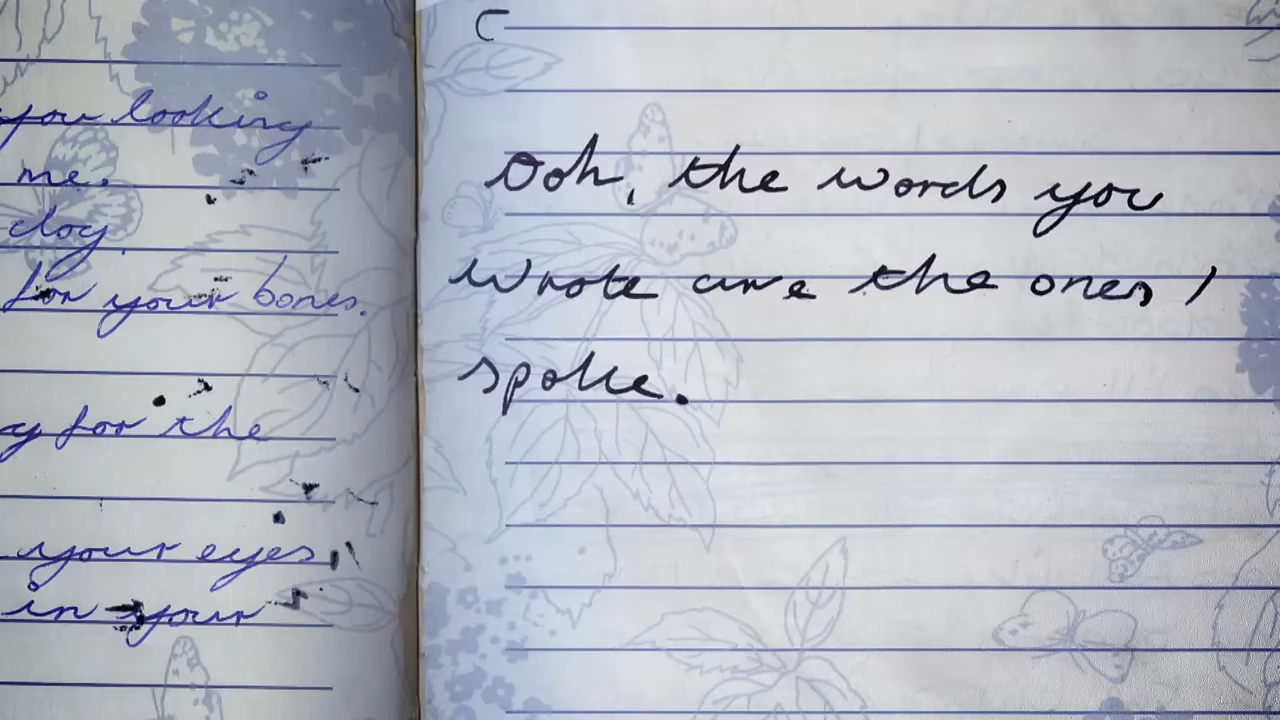 you looking
me.
dog.
for your bones.
for the
your eyes
in your
C
Ooh, the words you
wrote are the ones I
spoke.